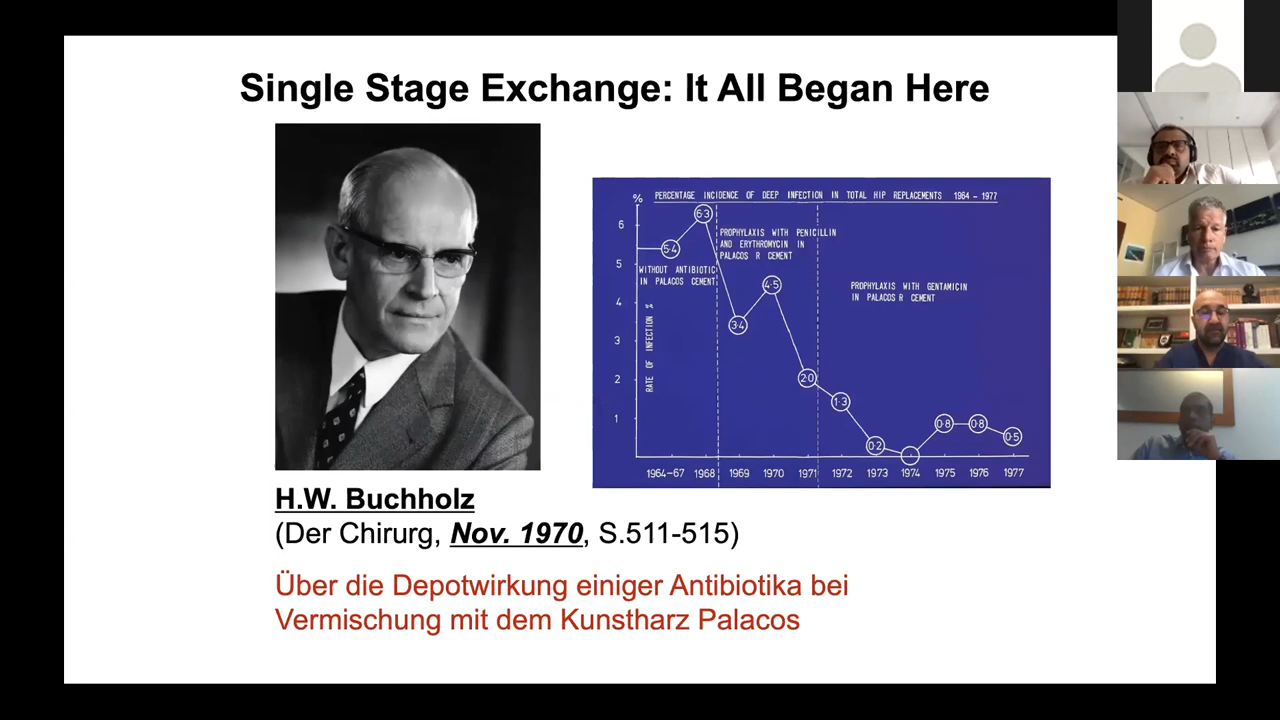 Single Stage Exchange: It All Began Here
%
PERCENTAGE INCIDENCE OF DEEP INFECTION IN TOTAL HIP REPLACEMENTS 1964 - 1977
6
5
4
3
2
1
RATE OF INFECTION %
5·4
6·3
3·4
4·5
2·0
1·3
0·2
0·8
0·8
0·5
WITHOUT ANTIBIOTIC
IN PALACOS CEMENT
PROPHYLAXIS WITH PENICILLIN
AND ERYTHROMYCIN IN
PALACOS R CEMENT
PROPHYLAXIS WITH GENTAMICIN
IN PALACOS R CEMENT
1964-67 1968 1969 1970 1971 1972 1973 1974 1975 1976 1977
H.W. Buchholz
(Der Chirurg, Nov. 1970, S.511-515)
Über die Depotwirkung einiger Antibiotika bei
Vermischung mit dem Kunstharz Palacos